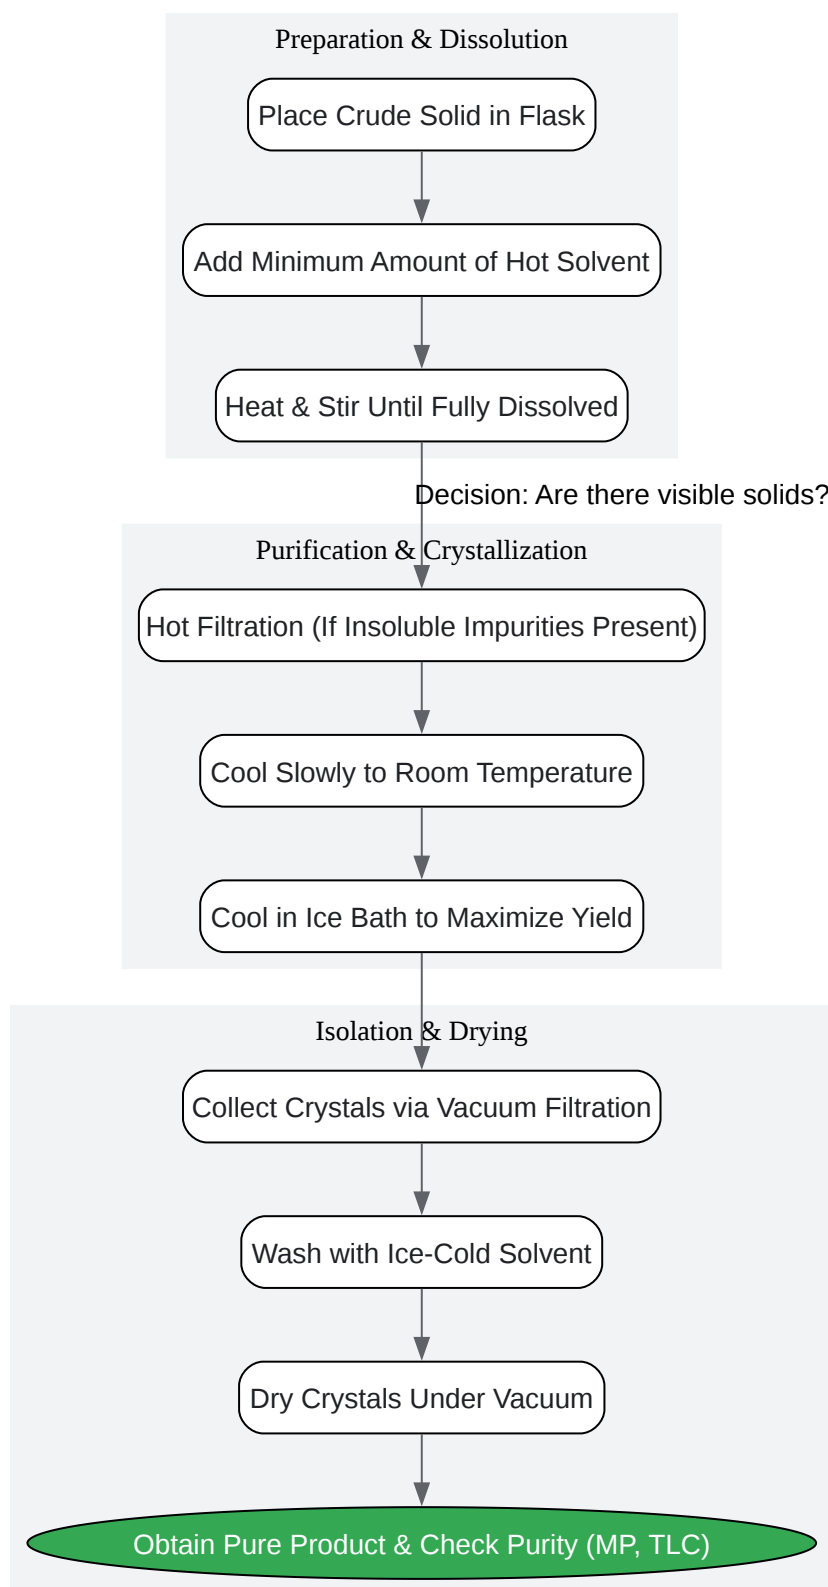 Preparation & Dissolution
Place Crude Solid in Flask
Add Minimum Amount of Hot Solvent
Heat & Stir Until Fully Dissolved
Decision: Are there visible solids?
Purification & Crystallization
Hot Filtration (If Insoluble Impurities Present)
Cool Slowly to Room Temperature
Cool in Ice Bath to Maximize Yield
Isolation & Drying
Collect Crystals via Vacuum Filtration
Wash with Ice-Cold Solvent
Dry Crystals Under Vacuum
Obtain Pure Product & Check Purity (MP, TLC)